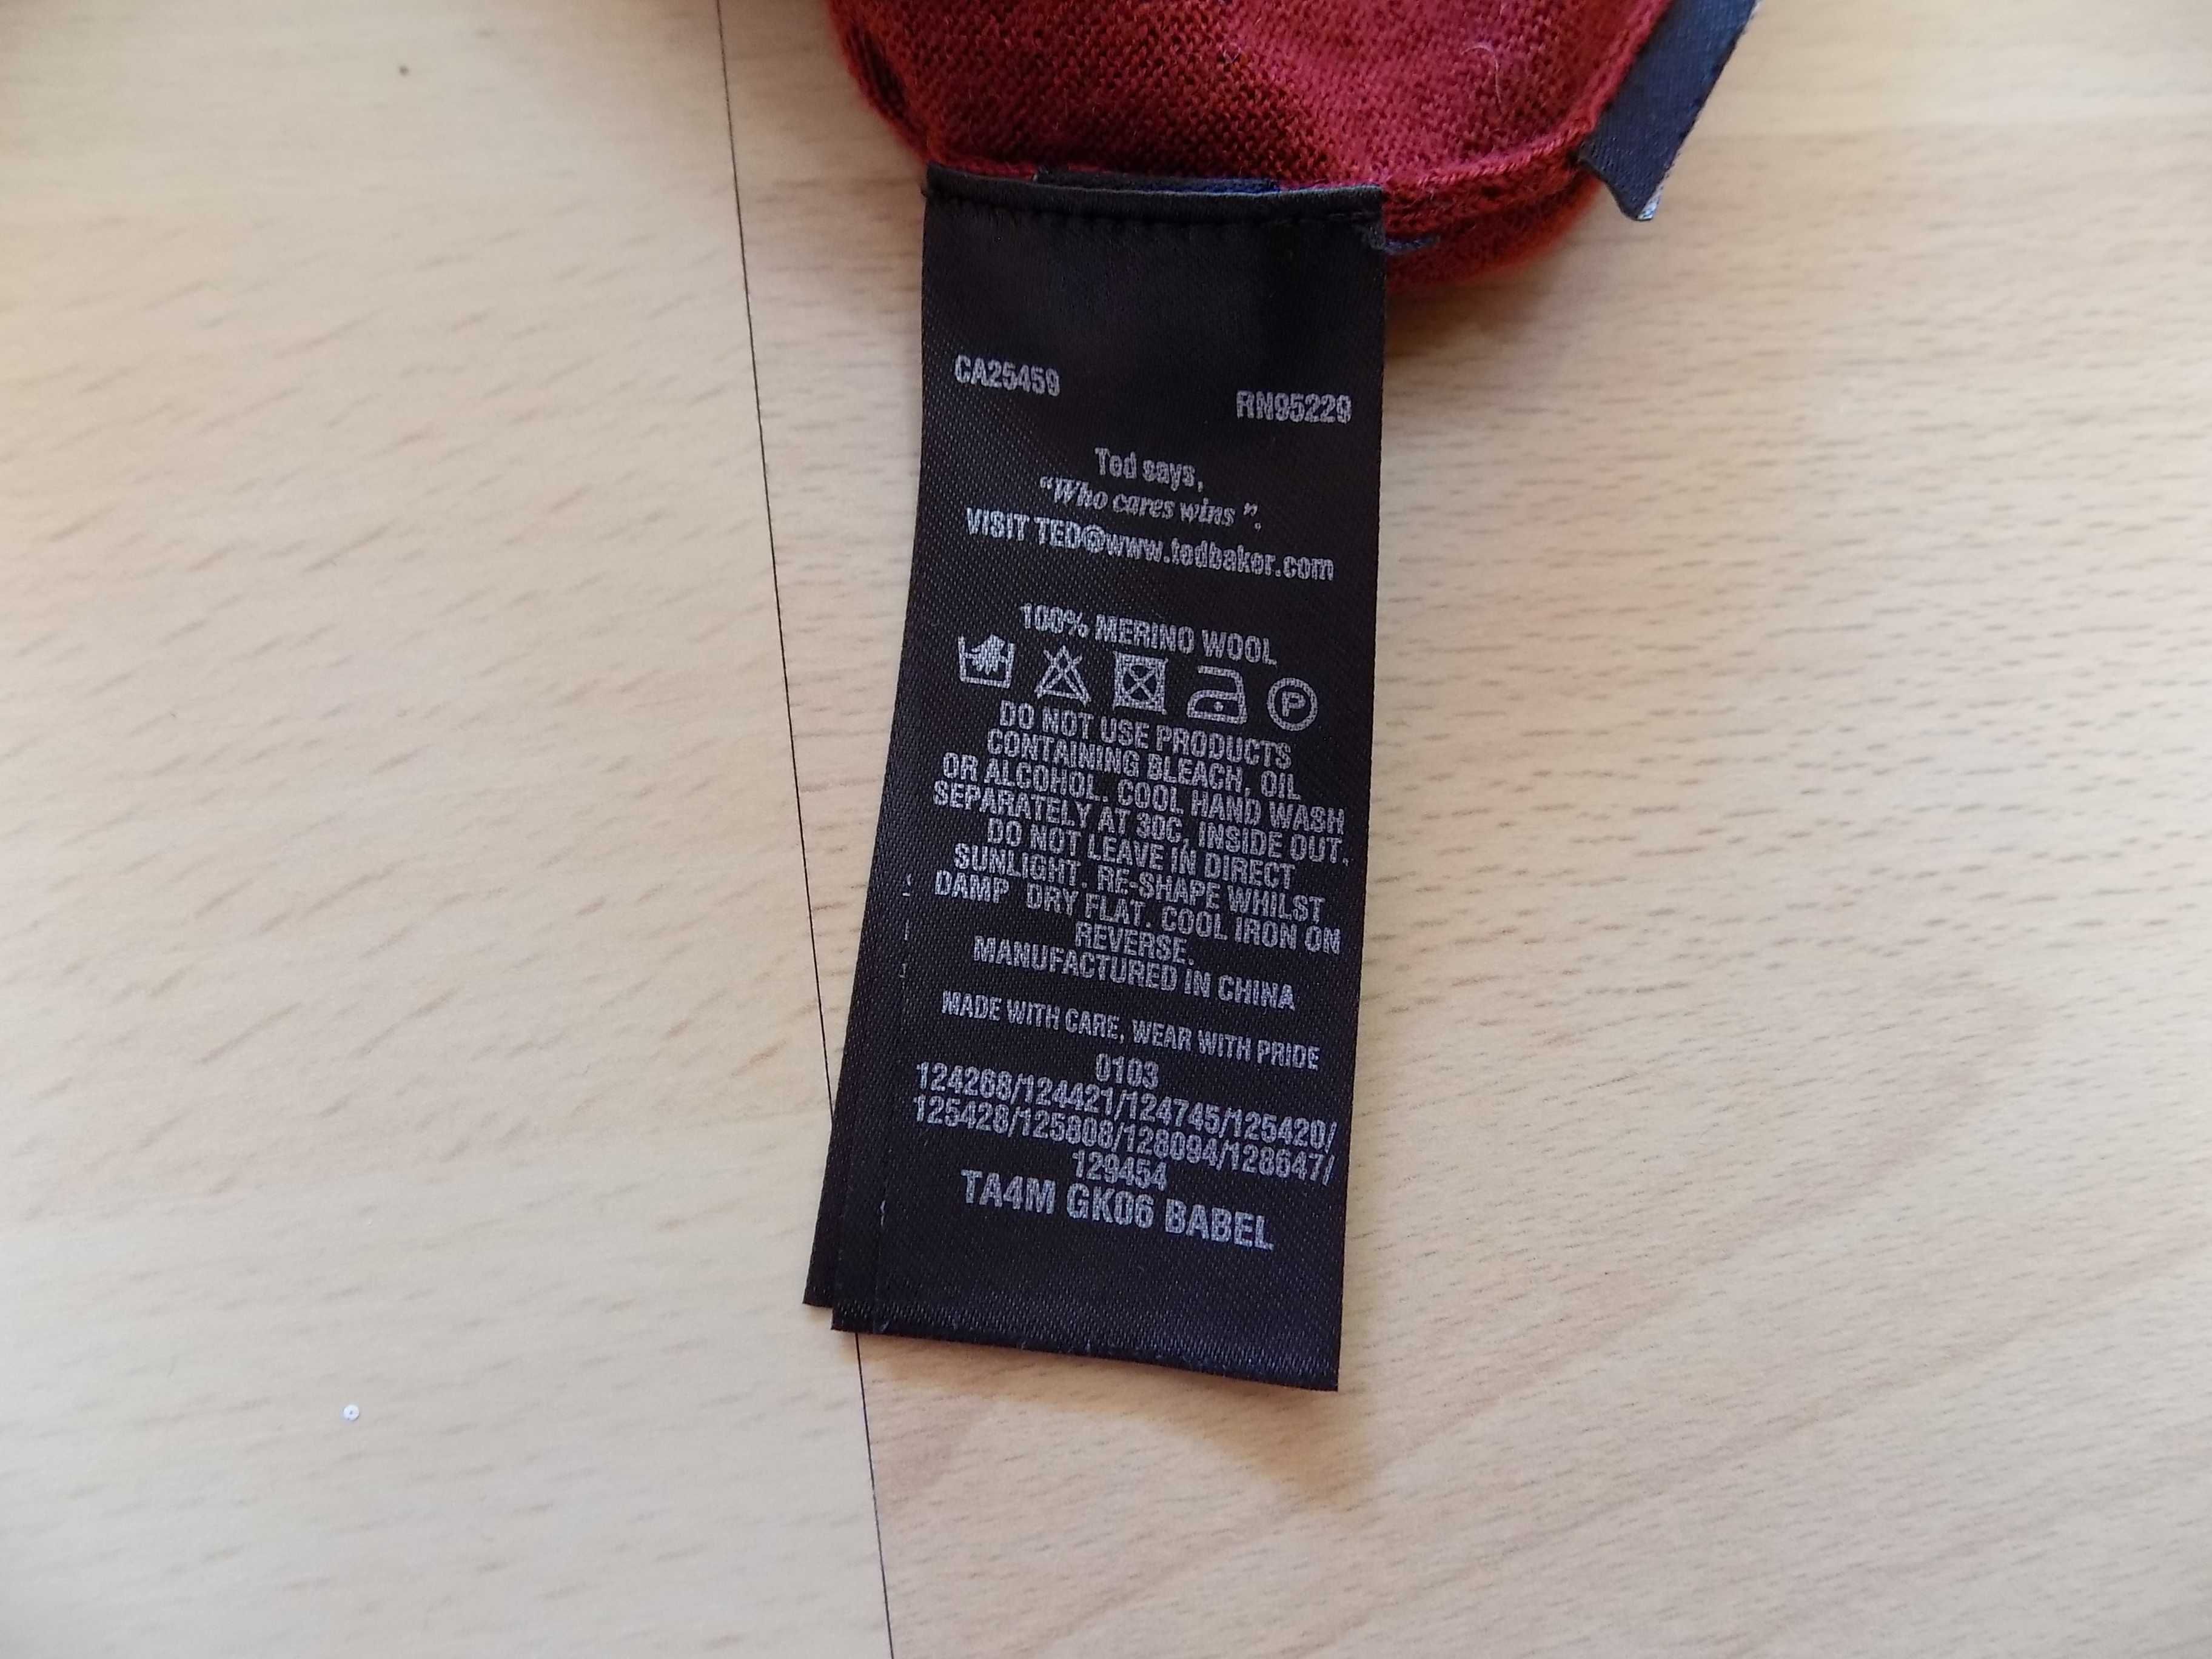 CA25459
RN95229
Ted says,
“Who cares wins ”.
VISIT TED@www.tedbaker.com
100% MERINO WOOL
P
DO NOT USE PRODUCTS
CONTAINING BLEACH, OIL
OR ALCOHOL. COOL HAND WASH
SEPARATELY AT 30C, INSIDE OUT.
DO NOT LEAVE IN DIRECT
SUNLIGHT. RE-SHAPE WHILST
DAMP DRY FLAT. COOL IRON ON
REVERSE.
MANUFACTURED IN CHINA
MADE WITH CARE, WEAR WITH PRIDE
0103
124268/124421/124745/125420/
125428/125808/128094/128647/
129454
TA4M GK06 BABEL